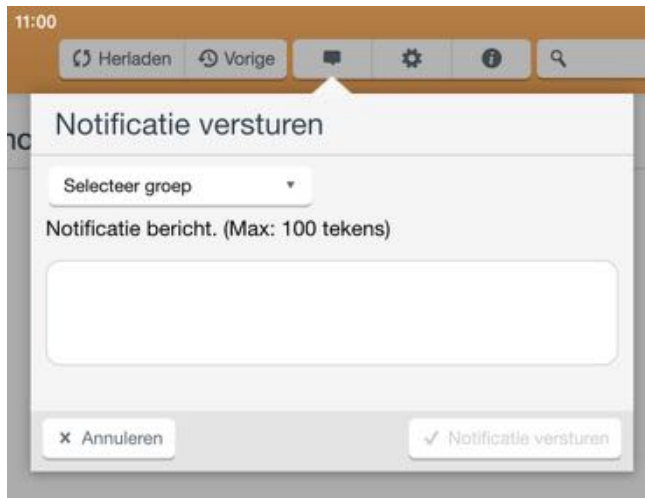 11:00
Herladen Vorige
Notificatie versturen
Selecteer groep
Notificatie bericht. (Max: 100 tekens)
Annuleren Notificatie versturen